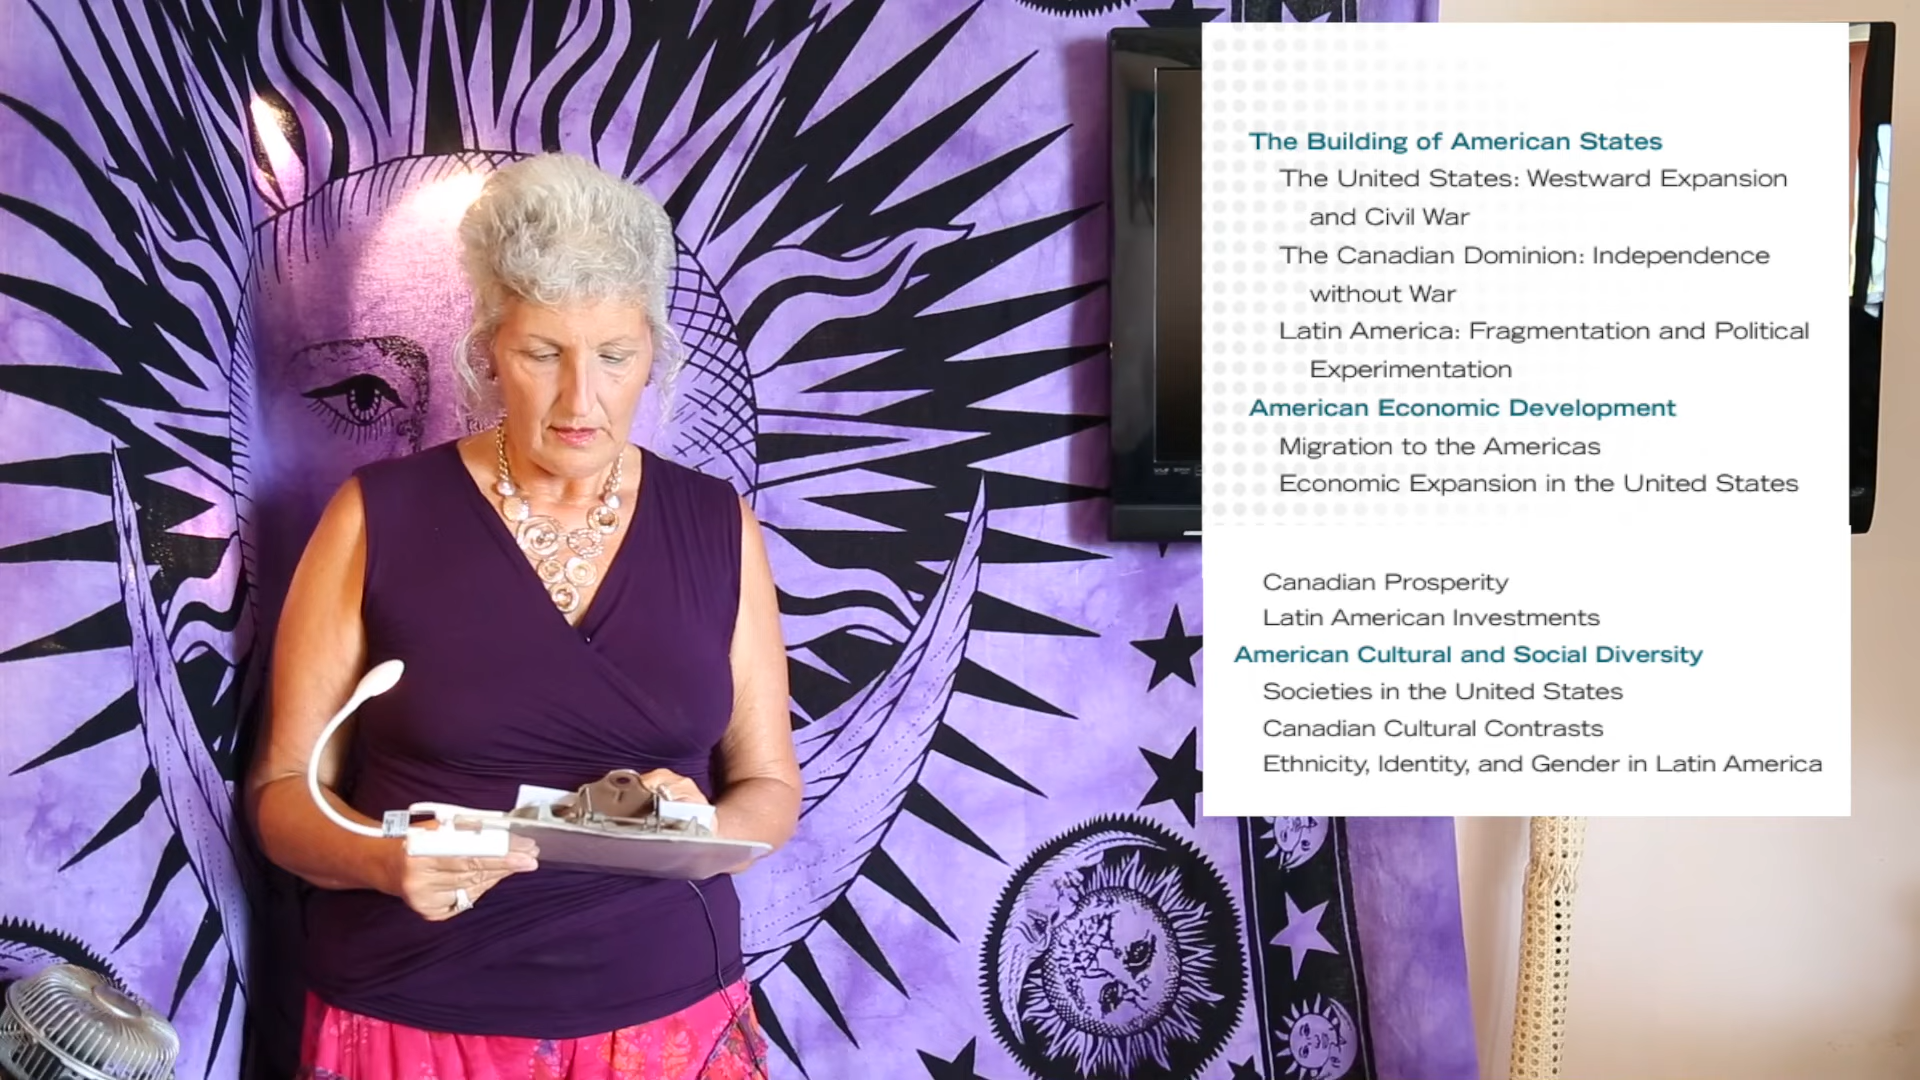 The Building of American States
The United States: Westward Expansion
and Civil War
The Canadian Dominion: Independence
without War
Latin America: Fragmentation and Political
Experimentation
American Economic Development
Migration to the Americas
Economic Expansion in the United States
Canadian Prosperity
Latin American Investments
American Cultural and Social Diversity
Societies in the United States
Canadian Cultural Contrasts
Ethnicity, Identity, and Gender in Latin America